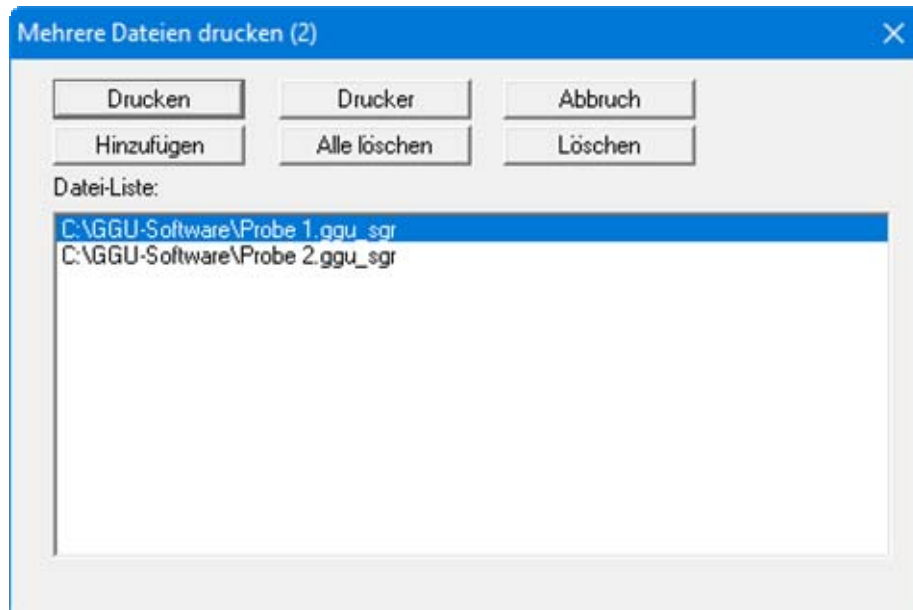 Mehrere Dateien drucken (2)
Drucken Drucker Abbruch
Hinzufügen Alle löschen Löschen
Datei-Liste:
C:\GGU-Software\Probe 1.ggu_sgr
C:\GGU-Software\Probe 2.ggu_sgr